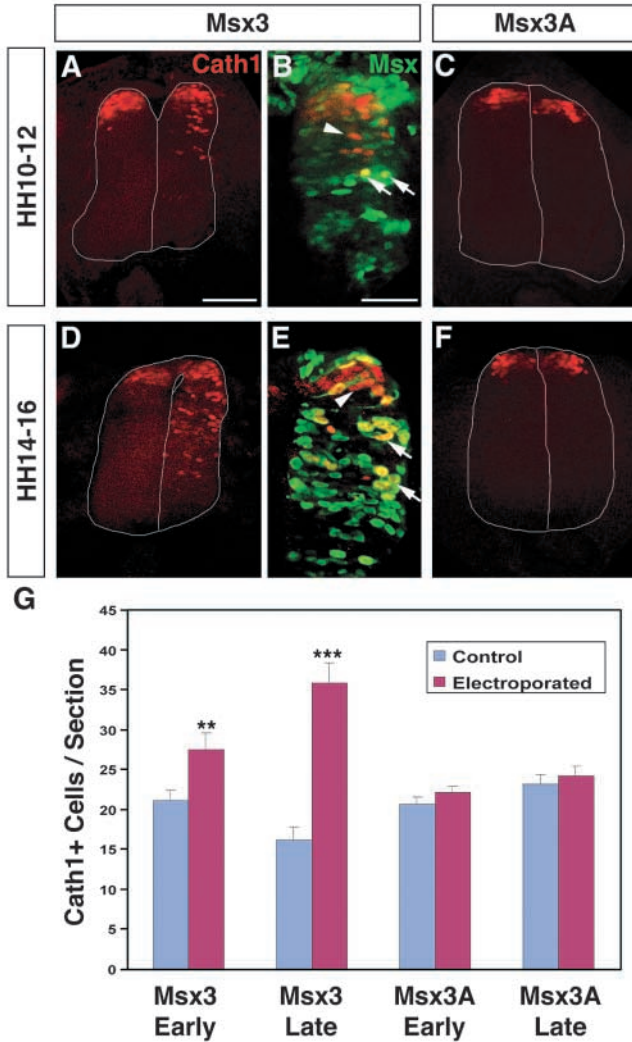 Msx3
Msx3A
HH10-12
A
Cath1
B
Msx
C
HH14-16
D
E
F
G
Cath1+ Cells / Section
45
40
35
30
25
20
15
10
5
0
**
***
Control
Electroporated
Msx3 Early
Msx3 Late
Msx3A Early
Msx3A Late